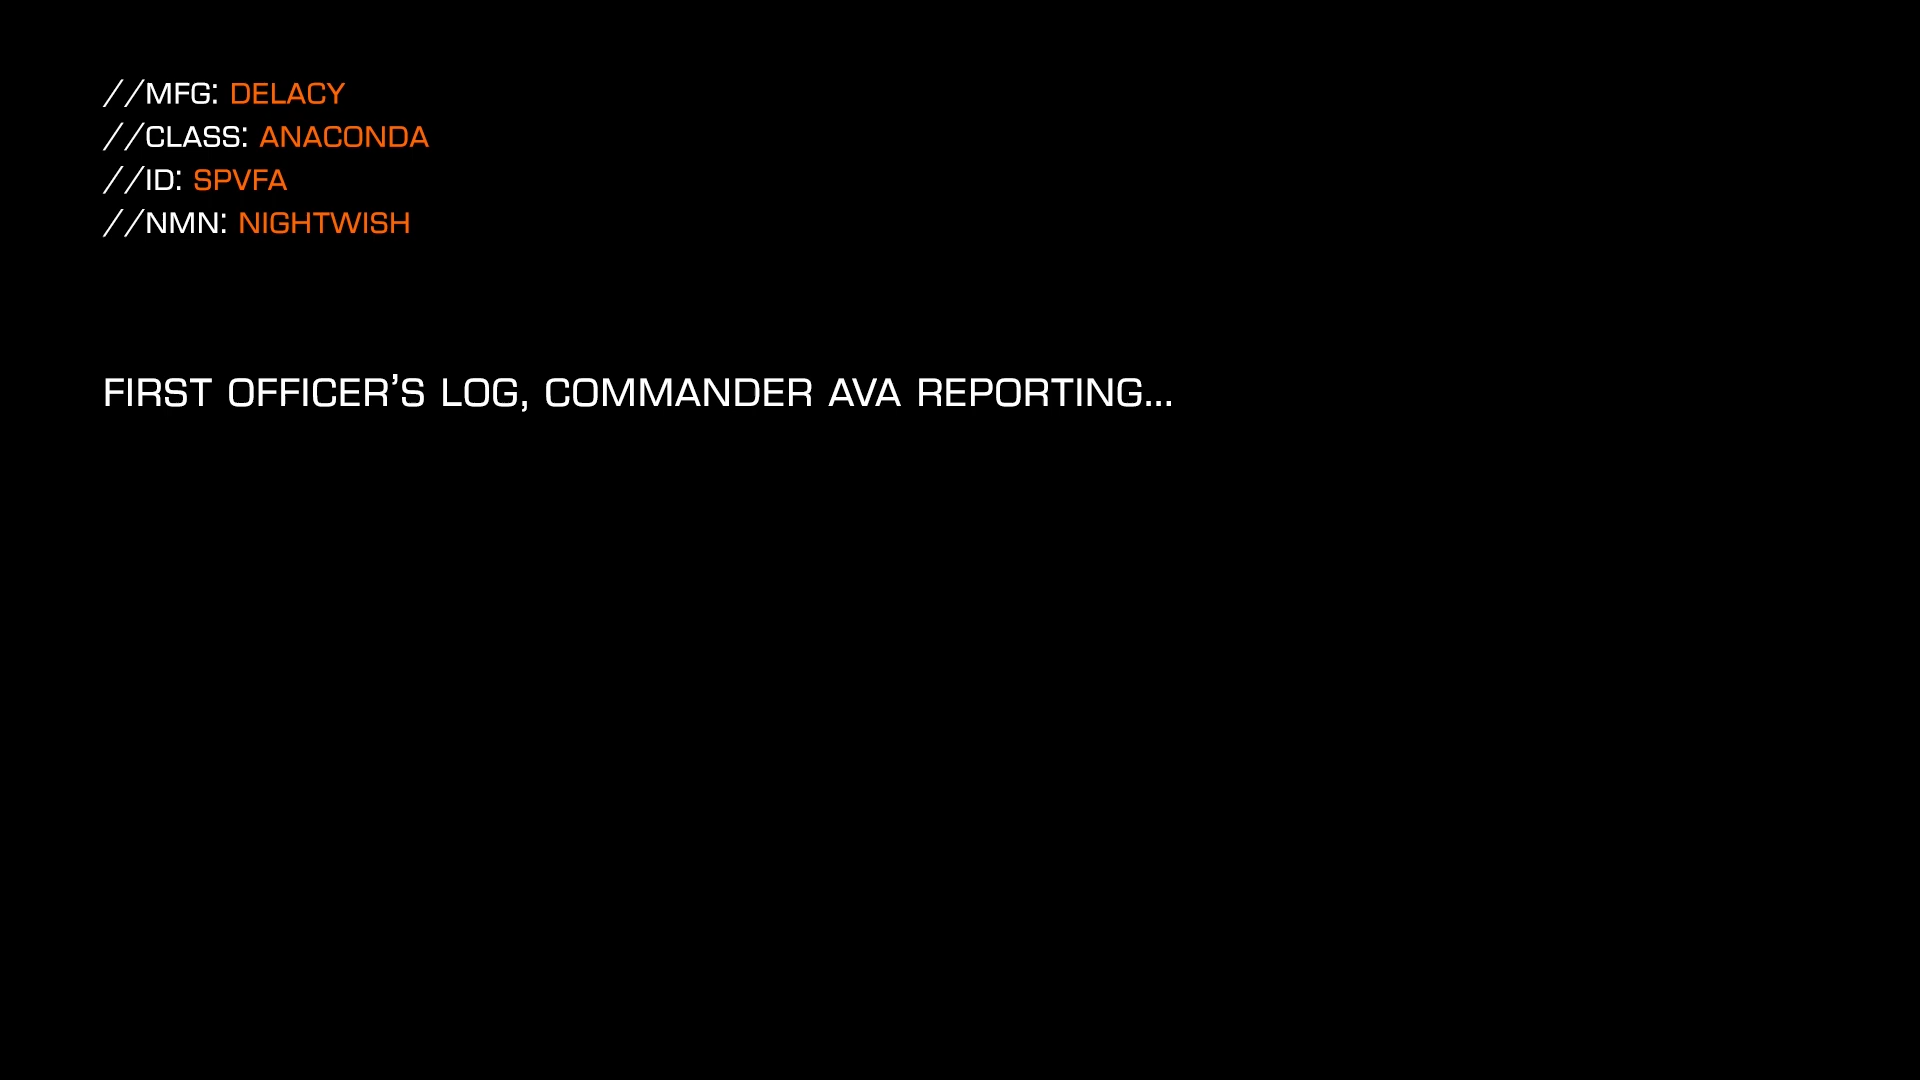 //MFG: DELACY
//CLASS: ANACONDA
//ID: SPVFA
//NMN: NIGHTWISH
FIRST OFFICER’S LOG, COMMANDER AVA REPORTING...